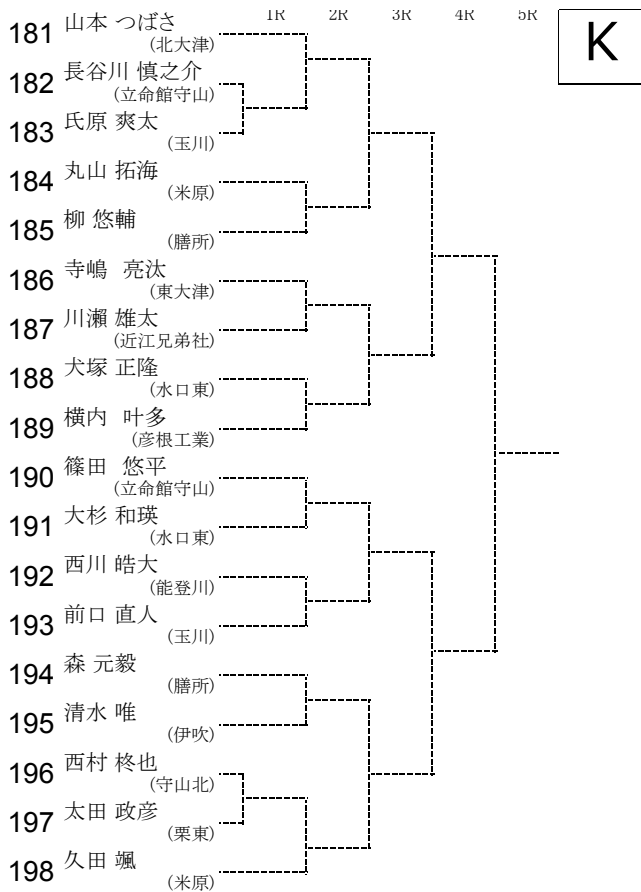 1R 2R 3R 4R 5R
K
181 山本 つばさ
(北大津)
182 長谷川 慎之介
(立命館守山)
183 氏原 爽太
(玉川)
184 丸山 拓海
(米原)
185 柳 悠輔
(膳所)
186 寺嶋 亮汰
(東大津)
187 川瀨 雄太
(近江兄弟社)
188 犬塚 正隆
(水口東)
189 横内 叶多
(彦根工業)
190 篠田 悠平
(立命館守山)
191 大杉 和瑛
(水口東)
192 西川 皓大
(能登川)
193 前口 直人
(玉川)
194 森 元毅
(膳所)
195 清水 唯
(伊吹)
196 西村 柊也
(守山北)
197 太田 政彦
(栗東)
198 久田 颯
(米原)